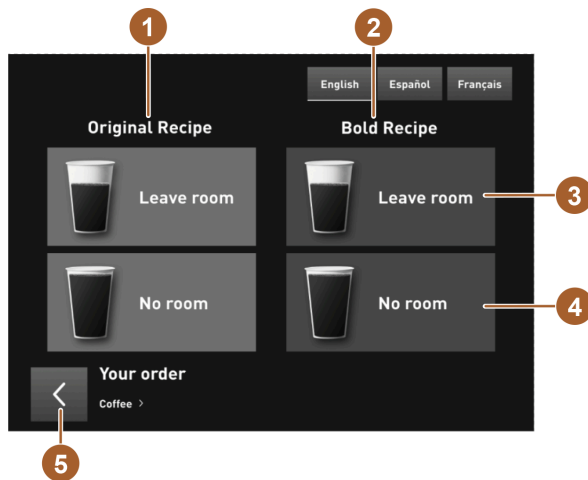 1
2
English Español Français
Original Recipe
Bold Recipe
Leave room
Leave room
3
No room
No room
4
Your order
Coffee >
5